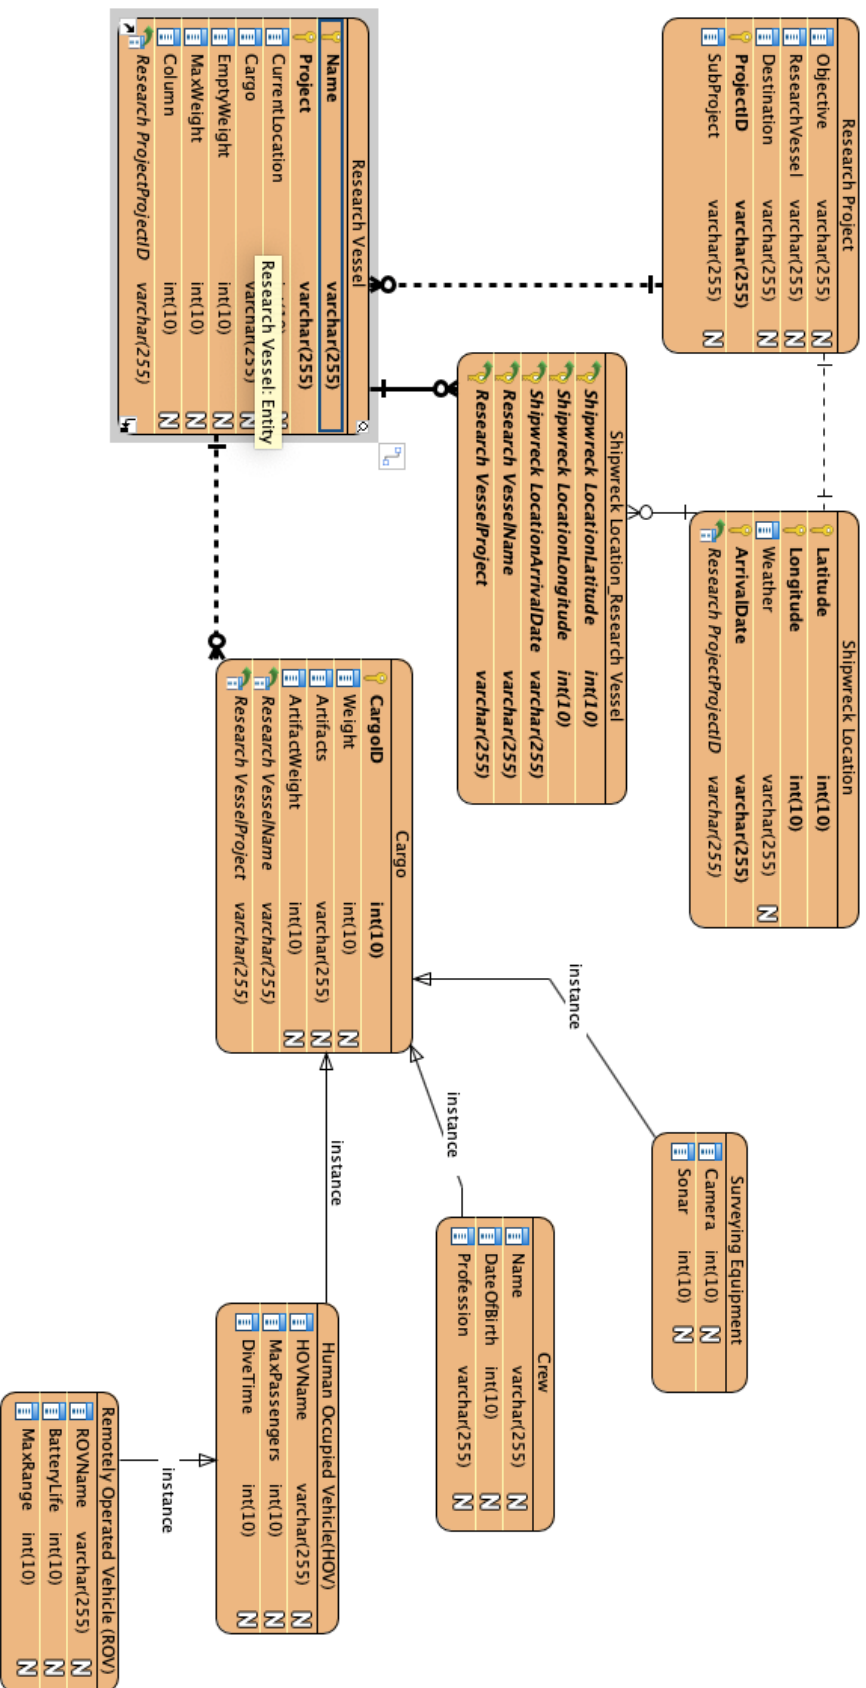 Research Project
Objective varchar(255) N
ResearchVessel varchar(255) N
Destination varchar(255) N
ProjectID varchar(255)
SubProject varchar(255) N
Shipwreck Location
Latitude int(10)
Longitude int(10)
Weather varchar(255) N
ArrivalDate varchar(255)
Research ProjectProjectID varchar(255)
Shipwreck Location_Research Vessel
Shipwreck LocationLatitude int(10)
Shipwreck LocationLongitude int(10)
Shipwreck LocationArrivalDate varchar(255)
Research VesselName varchar(255)
Research VesselProject varchar(255)
Research Vessel
Name varchar(255)
Project varchar(255)
CurrentLocation int(10) N
Cargo varchar(255) N
EmptyWeight int(10) N
MaxWeight int(10) N
Column int(10) N
Research ProjectProjectID varchar(255)
Research Vessel: Entity
Cargo
CargoID int(10)
Weight int(10) N
Artifacts varchar(255) N
ArtifactWeight int(10) N
Research VesselName varchar(255)
Research VesselProject varchar(255)
instance
instance
instance
Surveying Equipment
Camera int(10) N
Sonar int(10) N
Crew
Name varchar(255) N
DateOfBirth int(10) N
Profession varchar(255) N
Human Occupied Vehicle(HOV)
HOVName varchar(255) N
MaxPassengers int(10) N
DiveTime int(10) N
instance
Remotely Operated Vehicle (ROV)
ROVName varchar(255) N
BatteryLife int(10) N
MaxRange int(10) N